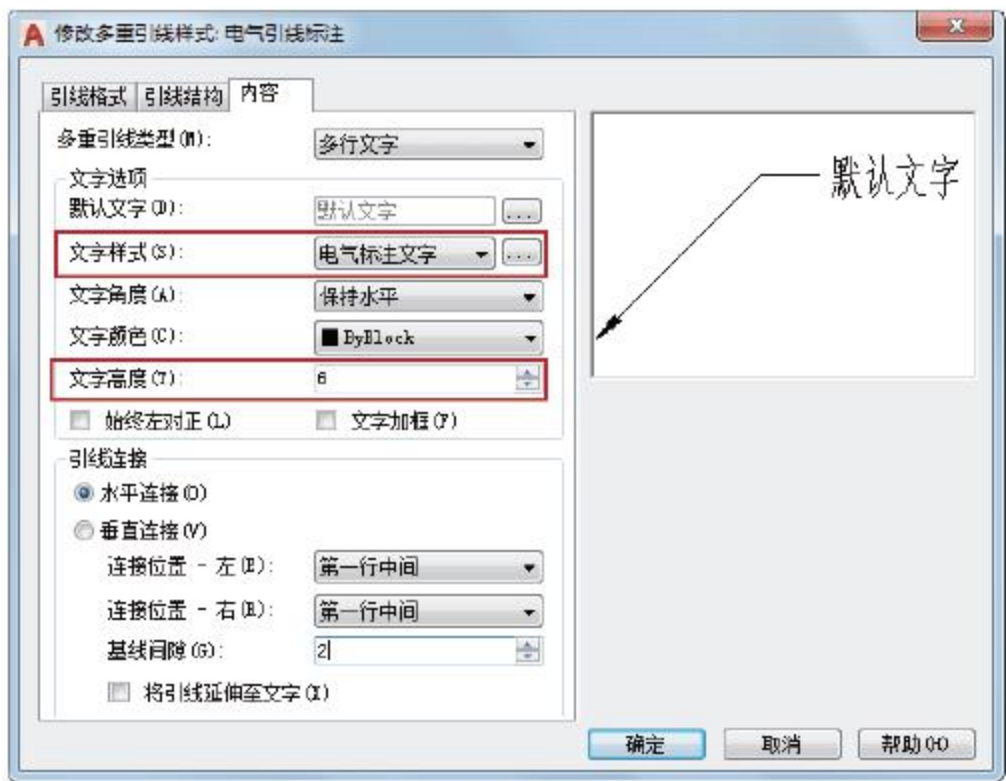 修改多重引线样式: 电气引线标注
引线格式 引线结构 内容
多重引线类型(M): 多行文字
文字选项
默认文字(D): 默认文字 ...
文字样式(S): 电气标注文字 ...
文字角度(A): 保持水平
文字颜色(C): ByBlock
文字高度(T): 6
始终左对正(L) 文字加框(F)
引线连接
水平连接(O)
垂直连接(V)
连接位置 - 左(E): 第一行中间
连接位置 - 右(R): 第一行中间
基线间隙(G): 2
将引线延伸至文字(X)
默认文字
确定 取消 帮助(H)